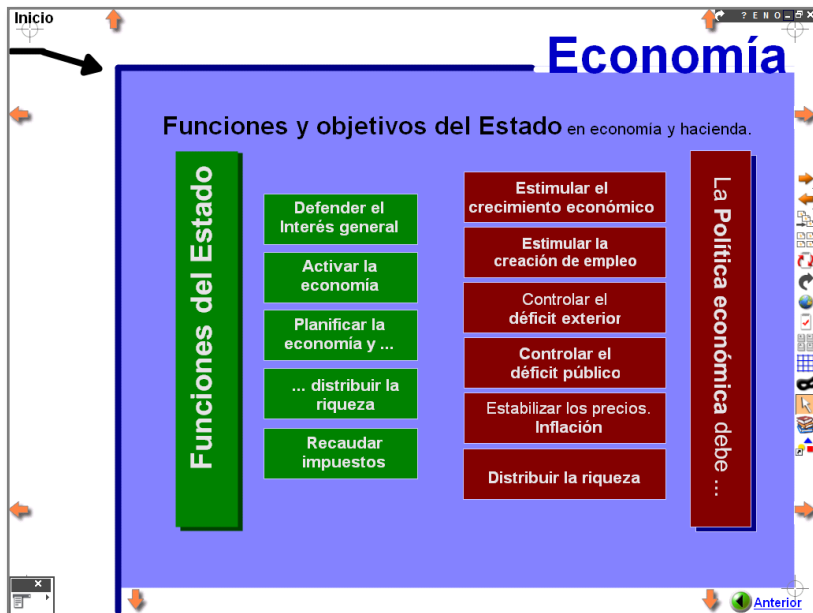 Inicio
? E N O
Economía
Funciones y objetivos del Estado en economía y hacienda.
Funciones del Estado
Defender el
Interés general
Activar la
economía
Planificar la
economía y ...
... distribuir la
riqueza
Recaudar
impuestos
Estimular el
crecimiento económico
Estimular la
creación de empleo
Controlar el
déficit exterior
Controlar el
déficit público
Estabilizar los precios.
Inflación
Distribuir la riqueza
La Política económica debe ...
Anterior